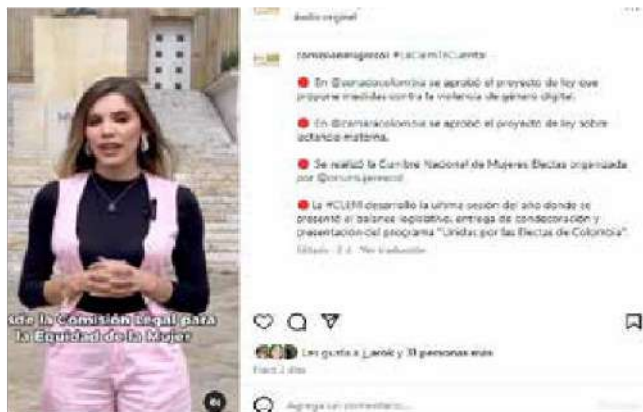 Audio original
#LaClemTeCuenta
🔴 En @senadocolombia se aprobó el proyecto de ley que
propone medidas contra la violencia de género digital.
🔴 En @camaracolombia se aprobó el proyecto de ley sobre
lactancia materna.
🔴 Se realizó la Cumbre Nacional de Mujeres Electas organizada
por
🔴 La #CLEM desarrolló la última sesión del año donde se
presentó el balance legislativo, entrega de condecoración y
presentación del programa "Unidas por las Electas de Colombia".
Ver traducción
sde la Comisión Legal para
la Equidad de la Mujer
Les gusta a y 31 personas más
Hace 2 días
Agrega un comentario...